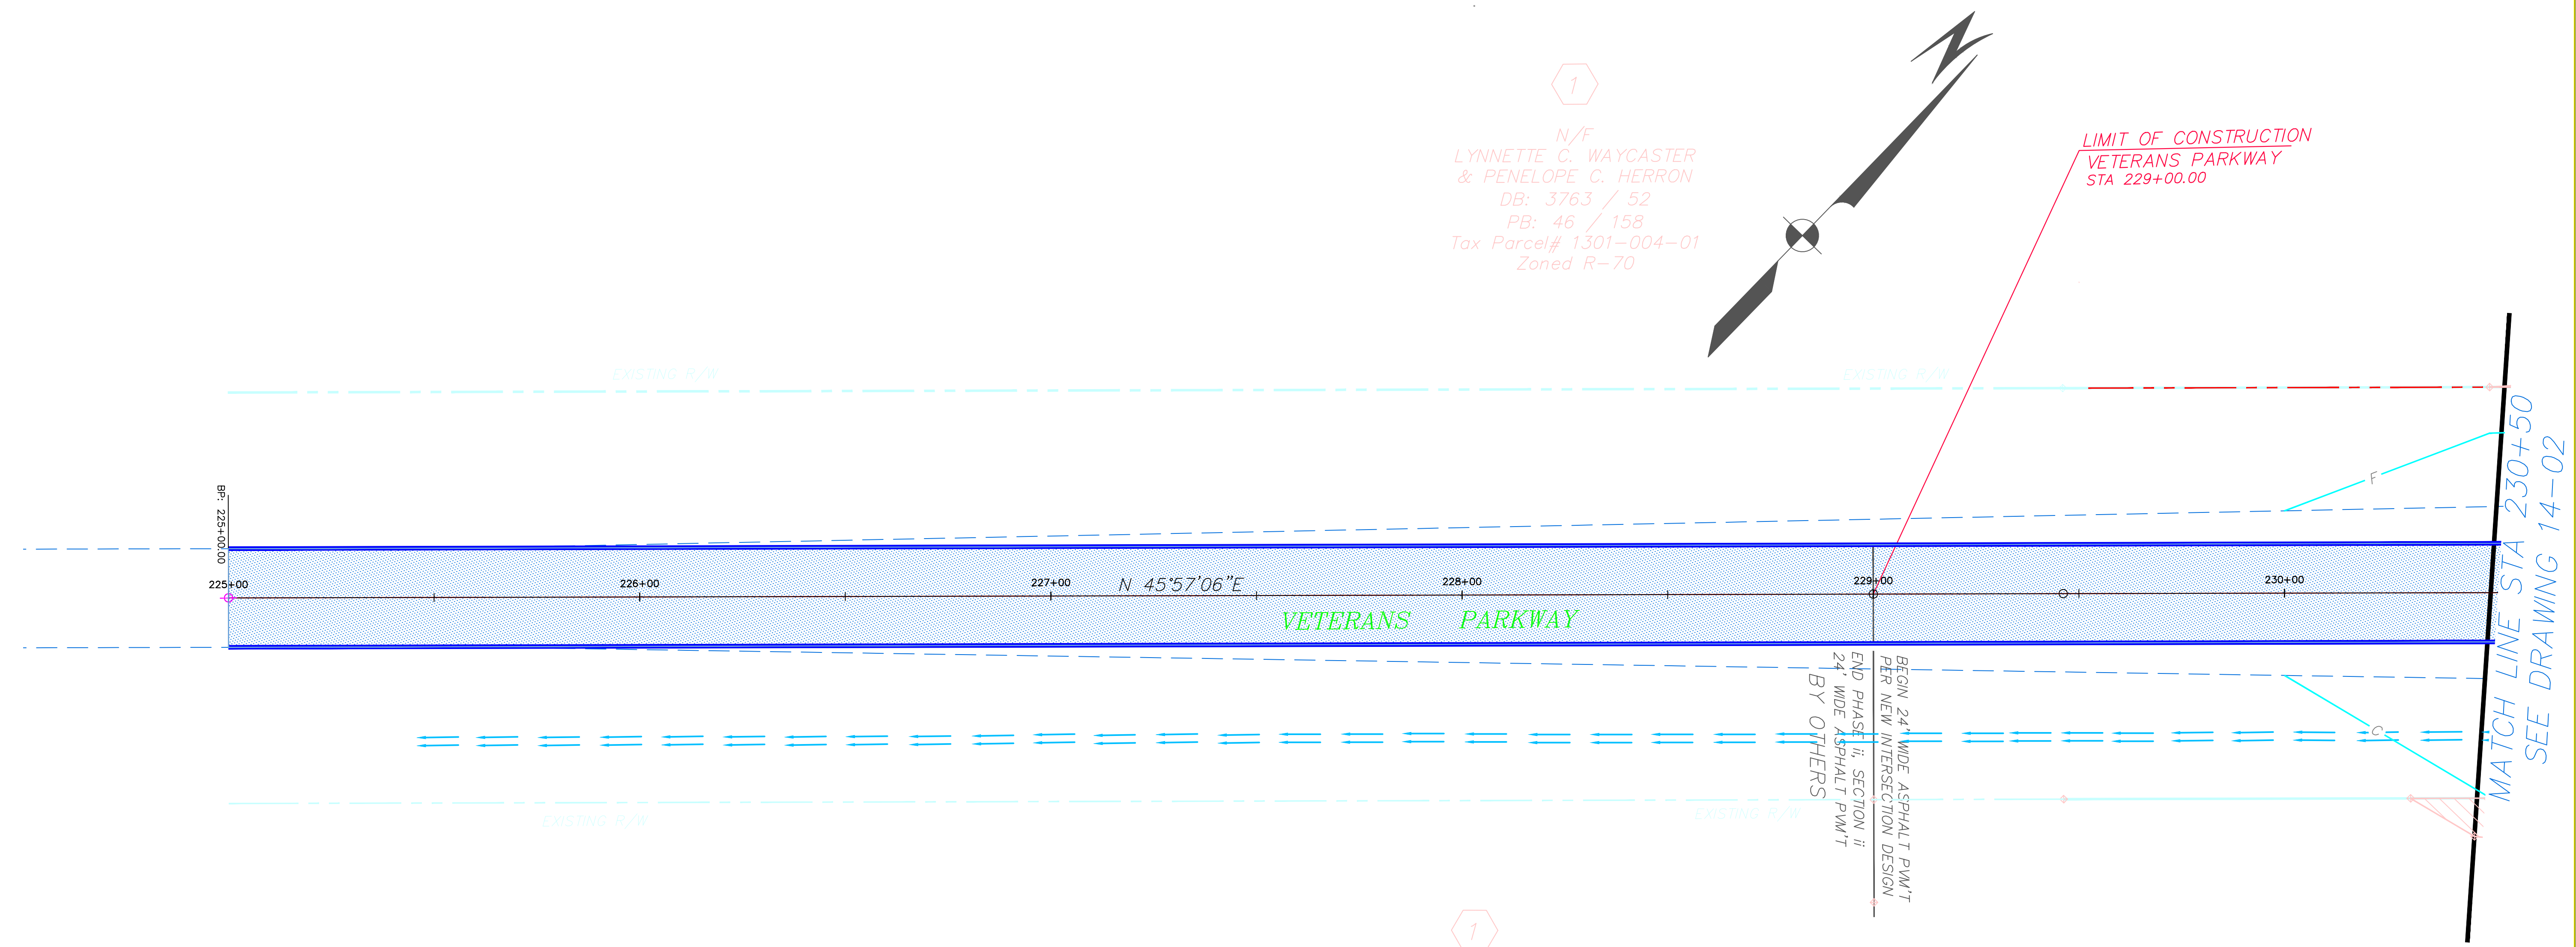 1
N/F
LYNNETTE C. WAYCASTER
& PENELOPE C. HERRON
DB: 3763 / 52
PB: 46 / 158
Tax Parcel# 1301-004-01
Zoned R-70
N
LIMIT OF CONSTRUCTION
VETERANS PARKWAY
STA 229+00.00
EXISTING R/W
EXISTING R/W
F
BP: 225+00.00
225+00
226+00
227+00
N 45°57'06"E
228+00
229+00
230+00
VETERANS PARKWAY
BEGIN 24' WIDE ASPHALT PVM'T
PER NEW INTERSECTION DESIGN
END PHASE ii, SECTION ii
24' WIDE ASPHALT PVM'T
BY OTHERS
C
MATCH LINE STA 230+50
SEE DRAWING 14-02
EXISTING R/W
EXISTING R/W
1